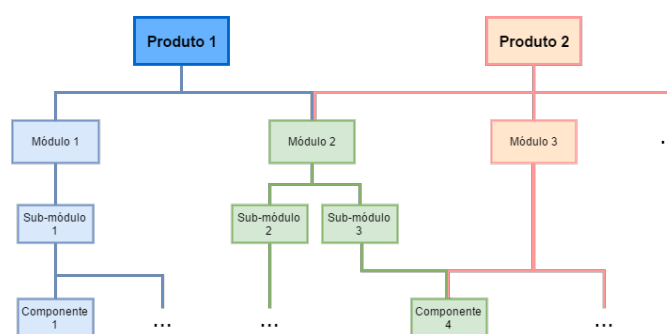 Produto 1
Produto 2
Módulo 1
Módulo 2
Módulo 3
..
Sub-módulo
1
Sub-módulo
2
Sub-módulo
3
Componente
1
...
...
Componente
4
...